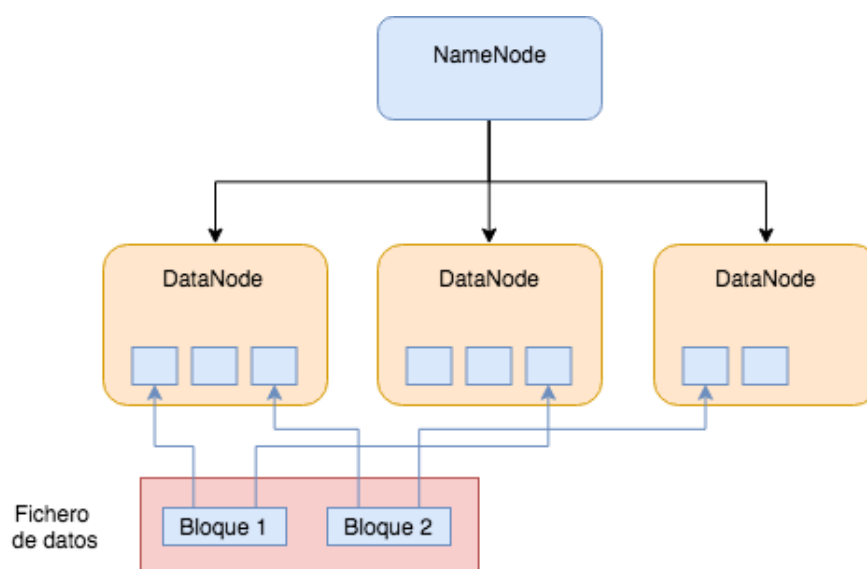 NameNode
DataNode
DataNode
DataNode
Fichero
de datos
Bloque 1
Bloque 2